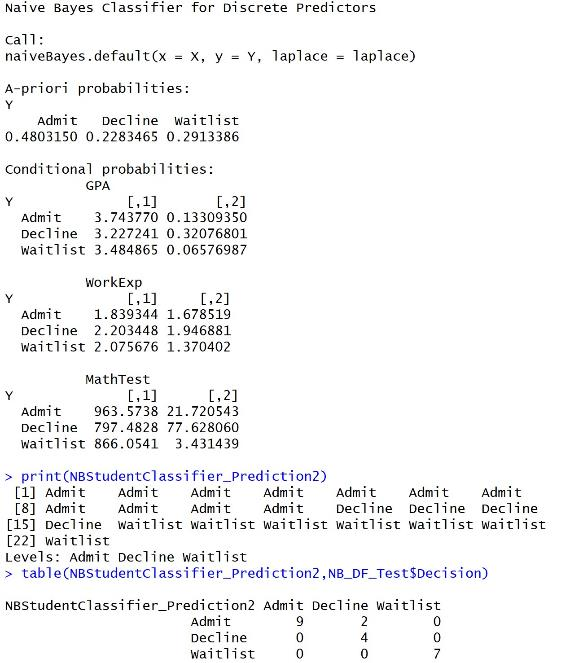 Naive Bayes Classifier for Discrete Predictors
Call:
naiveBayes.default(x = X, y = Y, laplace = laplace)
A-priori probabilities:
Y
Admit Decline Waitlist
0.4803150 0.2283465 0.2913386
Conditional probabilities:
GPA
Y [,1] [,2]
Admit 3.743770 0.13309350
Decline 3.227241 0.32076801
Waitlist 3.484865 0.06576987
WorkExp
Y [,1] [,2]
Admit 1.839344 1.678519
Decline 2.203448 1.946881
Waitlist 2.075676 1.370402
MathTest
Y [,1] [,2]
Admit 963.5738 21.720543
Decline 797.4828 77.628060
Waitlist 866.0541 3.431439
> print(NBStudentClassifier_Prediction2)
[1] Admit Admit Admit Admit Admit Admit Admit
[8] Admit Admit Admit Admit Decline Decline Decline
[15] Decline Waitlist Waitlist Waitlist Waitlist Waitlist Waitlist
[22] Waitlist
Levels: Admit Decline Waitlist
> table(NBStudentClassifier_Prediction2,NB_DF_Test$Decision)
NBStudentClassifier_Prediction2 Admit Decline Waitlist
Admit 9 2 0
Decline 0 4 0
Waitlist 0 0 7